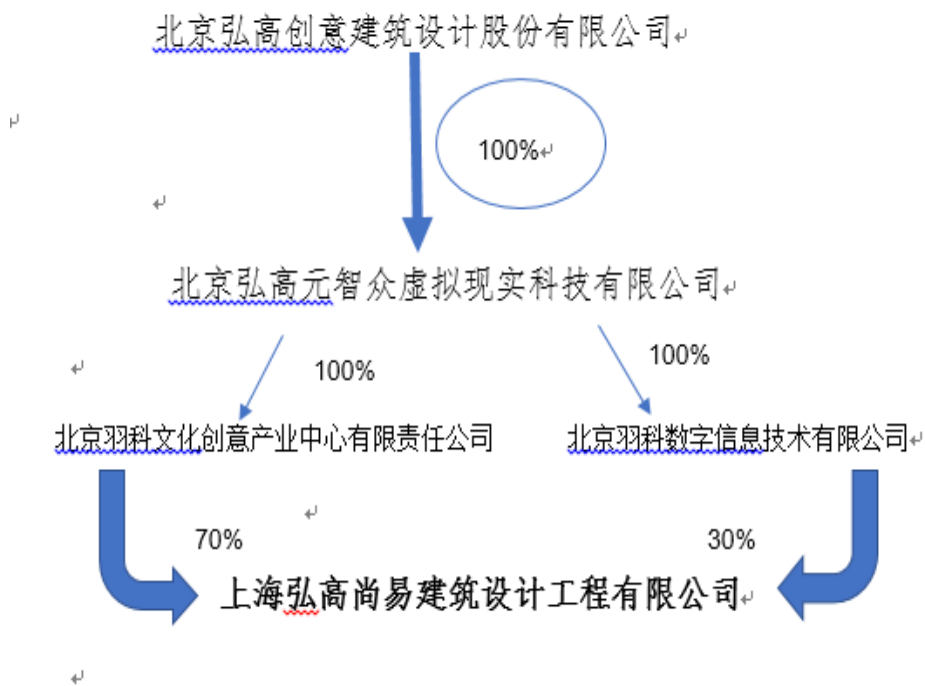 北京弘高创意建筑设计股份有限公司
100%
北京弘高元智众虚拟现实科技有限公司
100%
100%
北京羽科文化创意产业中心有限责任公司
北京羽科数字信息技术有限公司
70%
30%
上海弘高尚易建筑设计工程有限公司